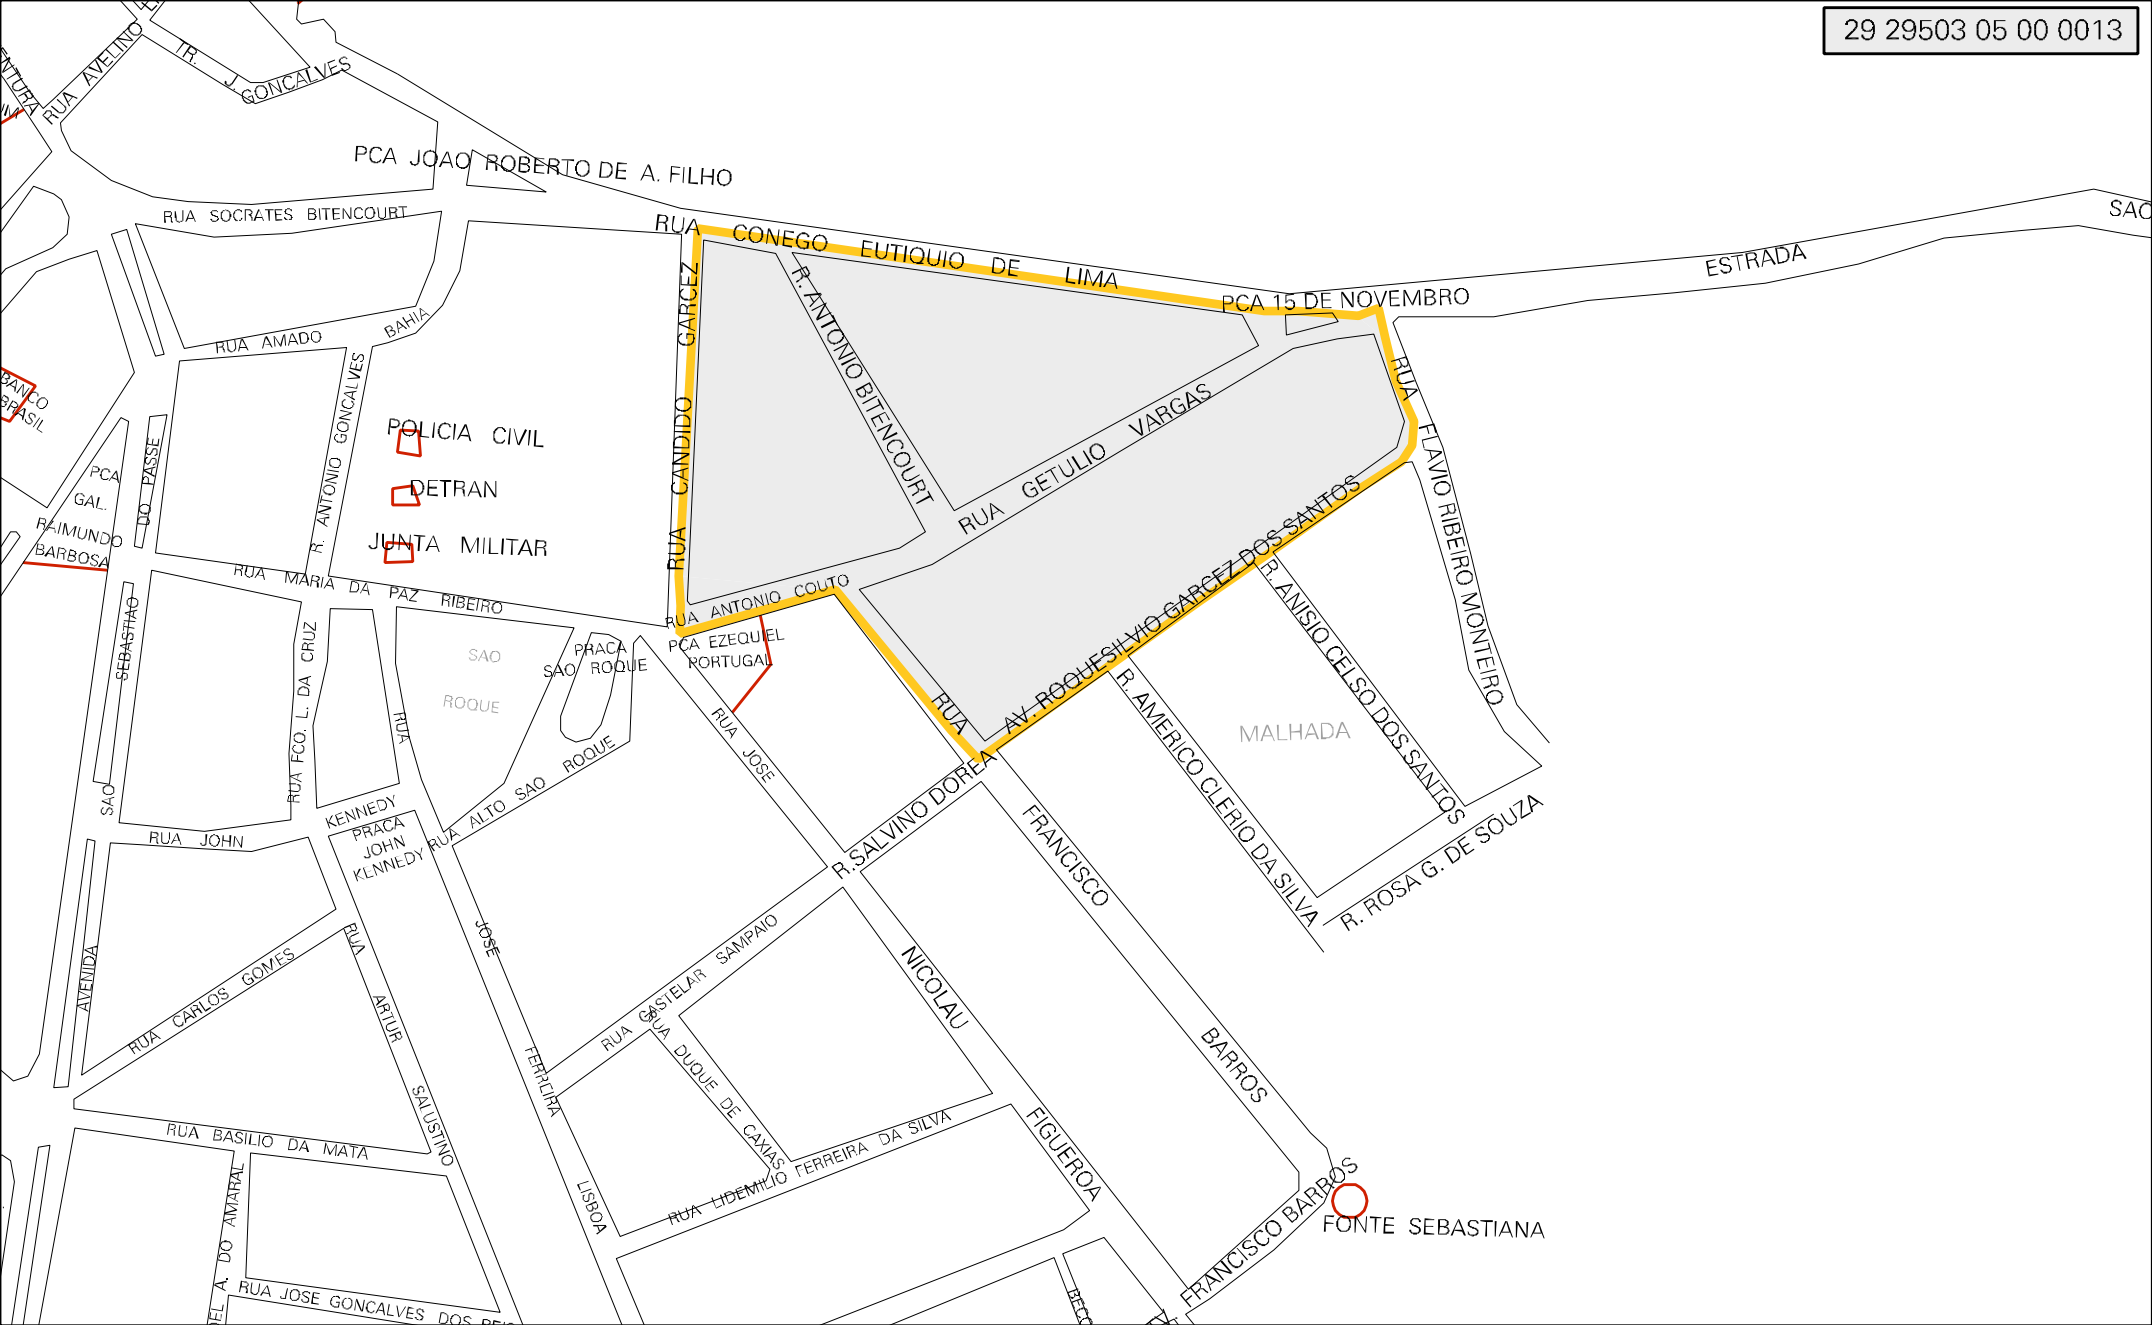 29 29503 05 00 0013
RUA AVELINO
TR. J. GONCALVES
PCA JOAO ROBERTO DE A. FILHO
RUA SOCRATES BITENCOURT
RUA CONEGO EUTIQUIO DE LIMA
SAO
ESTRADA
PCA 15 DE NOVEMBRO
RUA AMADO BAHIA
R. ANTONIO GONCALVES
RUA CANDIDO GARCEZ
R. ANTONIO BITENCOURT
RUA GETULIO VARGAS
RUA FLAVIO RIBEIRO MONTEIRO
BANCO
BRASIL
POLICIA CIVIL
DETRAN
JUNTA MILITAR
PCA
GAL.
RAIMUNDO
BARBOSA
DO PASSE
AVENIDA SAO SEBASTIAO
RUA MARIA DA PAZ RIBEIRO
RUA ANTONIO COUTO
PCA EZEQUIEL
PORTUGAL
PRACA
SAO ROQUE
SAO
ROQUE
AV. ROQUESILVIO GARCEZ DOS SANTOS
R. ANISIO CELSO DOS SANTOS
R. AMERICO CLERIO DA SILVA
MALHADA
R. ROSA G. DE SOUZA
RUA FCO. L. DA CRUZ
RUA JOSE FERREIRA LISBOA
RUA ALTO SAO ROQUE
RUA JOSE NICOLAU FIGUEROA
R.SALVINO DOREA
RUA FRANCISCO BARROS
RUA JOHN KENNEDY
PRACA
JOHN
KENNEDY
RUA CARLOS GOMES
RUA ARTUR SALUSTINO
RUA CASTELAR SAMPAIO
RUA DUQUE DE CAXIAS
RUA LIDEMILIO FERREIRA DA SILVA
RUA BASILIO DA MATA
A. DO AMARAL
RUA JOSE GONCALVES DOS
FRANCISCO BARROS
FONTE SEBASTIANA
BECO